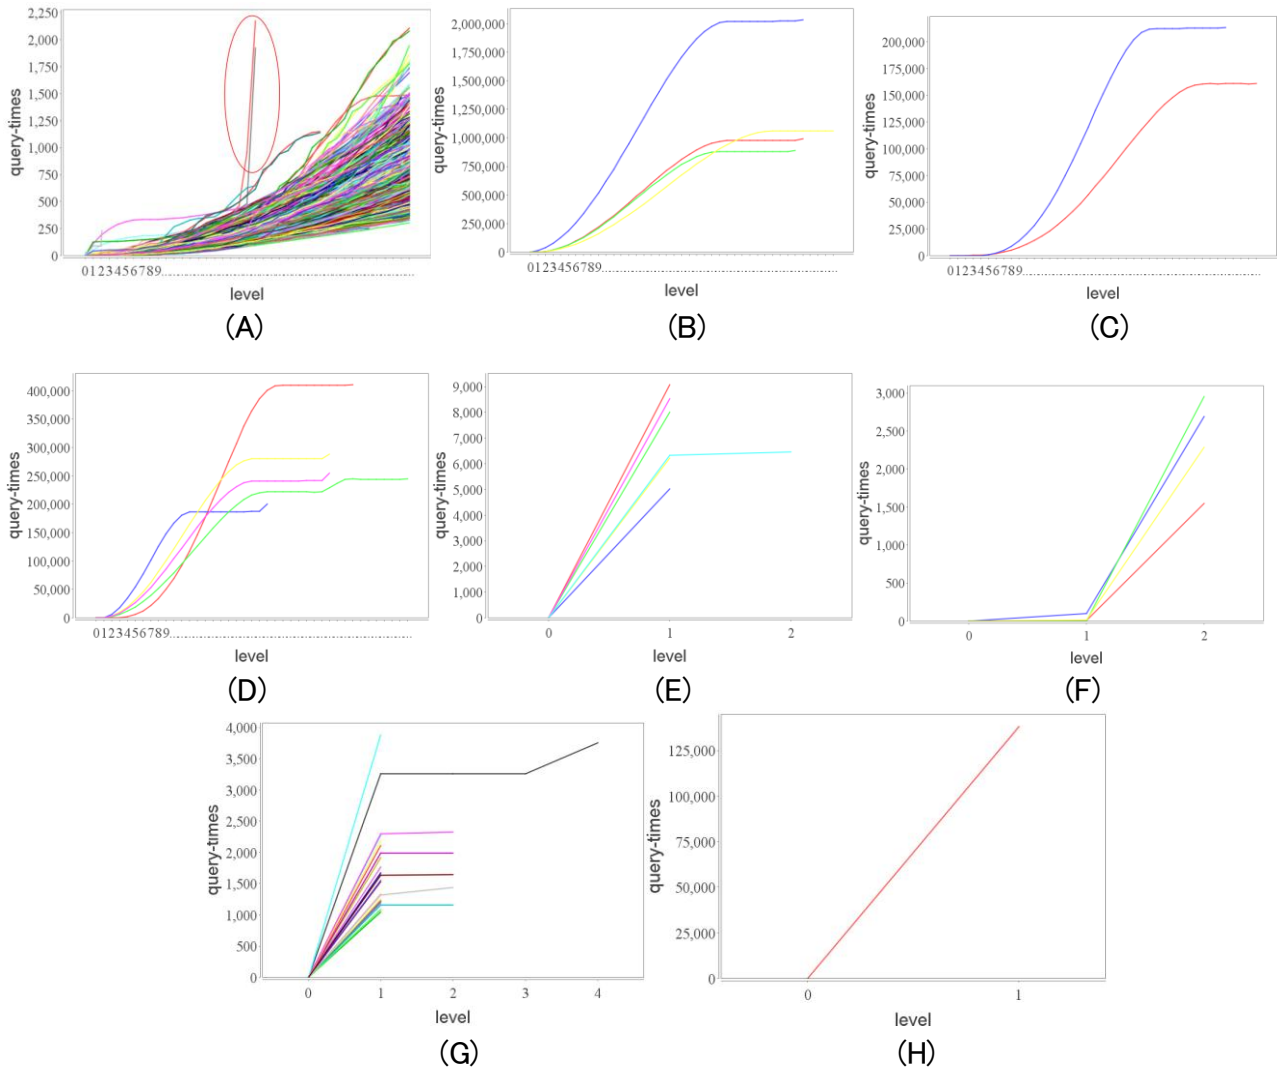 2,250
2,000
1,750
1,500
1,250
1,000
750
500
250
0
query-times
0123456789
level
(A)
2,000,000
1,750,000
1,500,000
1,250,000
1,000,000
750,000
500,000
250,000
0
query-times
0123456789
level
(B)
200,000
175,000
150,000
125,000
100,000
75,000
50,000
25,000
0
query-times
0123456789
level
(C)
400,000
350,000
300,000
250,000
200,000
150,000
100,000
50,000
0
query-times
0123456789
level
(D)
9,000
8,000
7,000
6,000
5,000
4,000
3,000
2,000
1,000
0
query-times
0 1 2
level
(E)
3,000
2,500
2,000
1,500
1,000
500
0
query-times
0 1 2
level
(F)
4,000
3,500
3,000
2,500
2,000
1,500
1,000
500
0
query-times
0 1 2 3 4
level
(G)
125,000
100,000
75,000
50,000
25,000
0
query-times
0 1
level
(H)